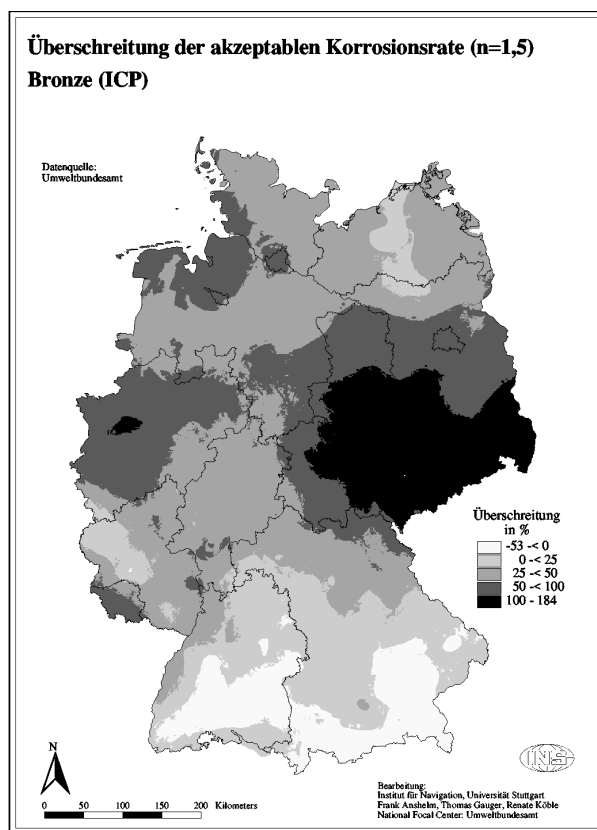 Überschreitung der akzeptablen Korrosionsrate (n=1,5)
Bronze (ICP)
Datenquelle:
Umweltbundesamt
Überschreitung
in %
-53 -< 0
0 -< 25
25 -< 50
50 -< 100
100 - 184
N
0 50 100 150 200 Kilometers
INS
Bearbeitung:
Institut für Navigation, Universität Stuttgart
Frank Anshelm, Thomas Gauger, Renate Köble
National Focal Center: Umweltbundesamt